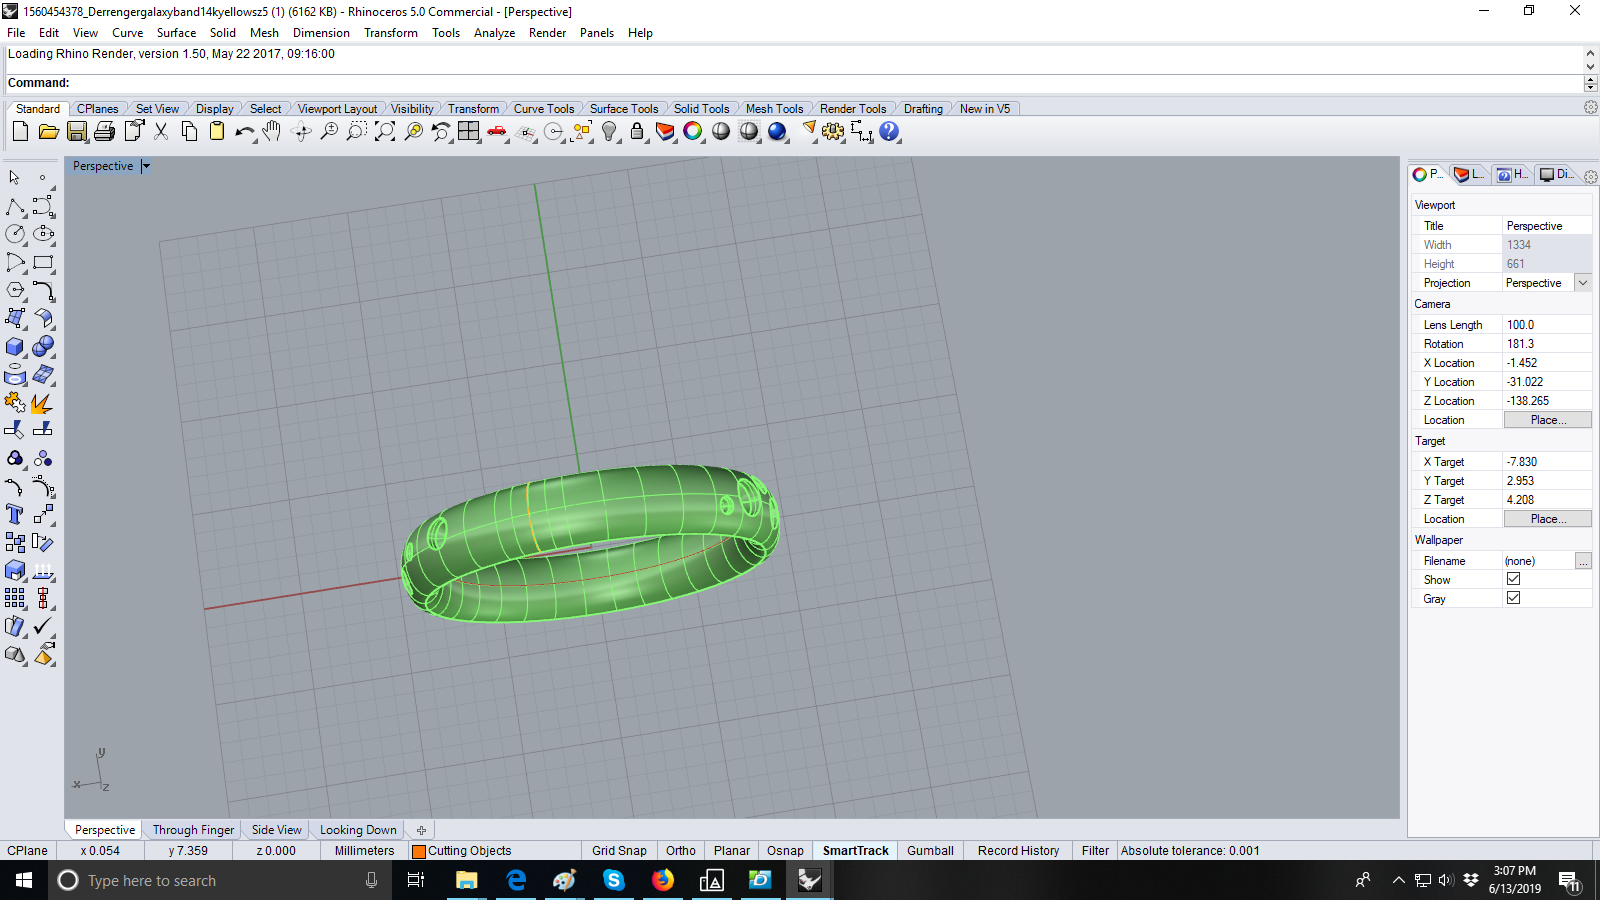 1560454378_Derrengergalaxyband14kyellowsz5 (1) (6162 KB) - Rhinoceros 5.0 Commercial - [Perspective]
File Edit View Curve Surface Solid Mesh Dimension Transform Tools Analyze Render Panels Help
Loading Rhino Render, version 1.50, May 22 2017, 09:16:00
Command:
Standard CPlanes Set View Display Select Viewport Layout Visibility Transform Curve Tools Surface Tools Solid Tools Mesh Tools Render Tools Drafting New in V5
Perspective
P... L... H... Di...
Viewport
Title Perspective
Width 1334
Height 661
Projection Perspective
Camera
Lens Length 100.0
Rotation 181.3
X Location -1.452
Y Location -31.022
Z Location -138.265
Location Place...
Target
X Target -7.830
Y Target 2.953
Z Target 4.208
Location Place...
Wallpaper
Filename (none) ...
Show
Gray
y
x z
Perspective Through Finger Side View Looking Down
CPlane x 0.054 y 7.359 z 0.000 Millimeters Cutting Objects Grid Snap Ortho Planar Osnap SmartTrack Gumball Record History Filter Absolute tolerance: 0.001
Type here to search
3:07 PM
6/13/2019
11